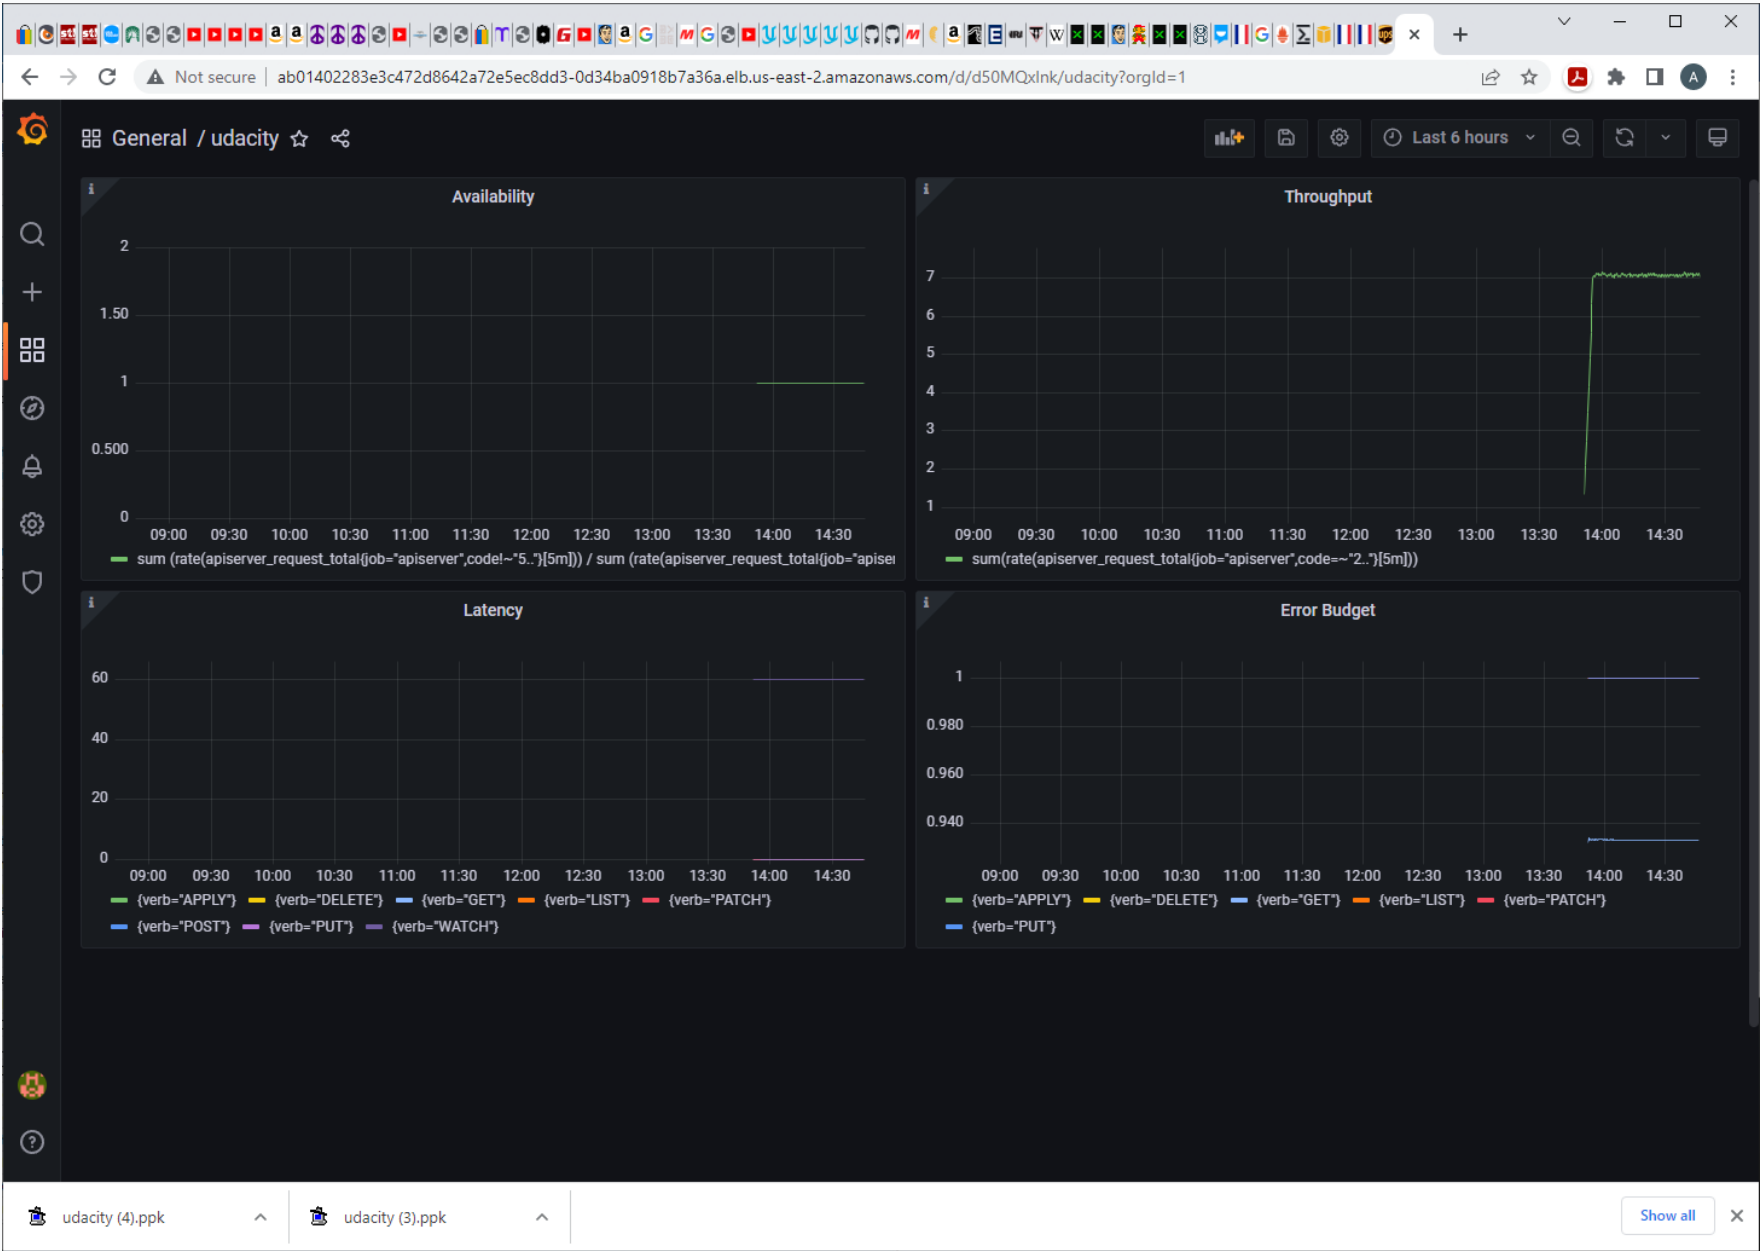 Not secure
ab01402283e3c472d8642a72e5ec8dd3-0d34ba0918b7a36a.elb.us-east-2.amazonaws.com/d/d50MQxlnk/udacity?orgId=1
A
General / udacity
Last 6 hours
Availability
2
1.50
1
0.500
0
09:00 09:30 10:00 10:30 11:00 11:30 12:00 12:30 13:00 13:30 14:00 14:30
sum (rate(apiserver_request_total{job="apiserver",code!~"5.."}[5m])) / sum (rate(apiserver_request_total{job="apiser
Throughput
7
6
5
4
3
2
1
09:00 09:30 10:00 10:30 11:00 11:30 12:00 12:30 13:00 13:30 14:00 14:30
sum(rate(apiserver_request_total{job="apiserver",code=~"2.."}[5m]))
Latency
60
40
20
0
09:00 09:30 10:00 10:30 11:00 11:30 12:00 12:30 13:00 13:30 14:00 14:30
{verb="APPLY"} {verb="DELETE"} {verb="GET"} {verb="LIST"} {verb="PATCH"}
{verb="POST"} {verb="PUT"} {verb="WATCH"}
Error Budget
1
0.980
0.960
0.940
09:00 09:30 10:00 10:30 11:00 11:30 12:00 12:30 13:00 13:30 14:00 14:30
{verb="APPLY"} {verb="DELETE"} {verb="GET"} {verb="LIST"} {verb="PATCH"}
{verb="PUT"}
udacity (4).ppk
udacity (3).ppk
Show all